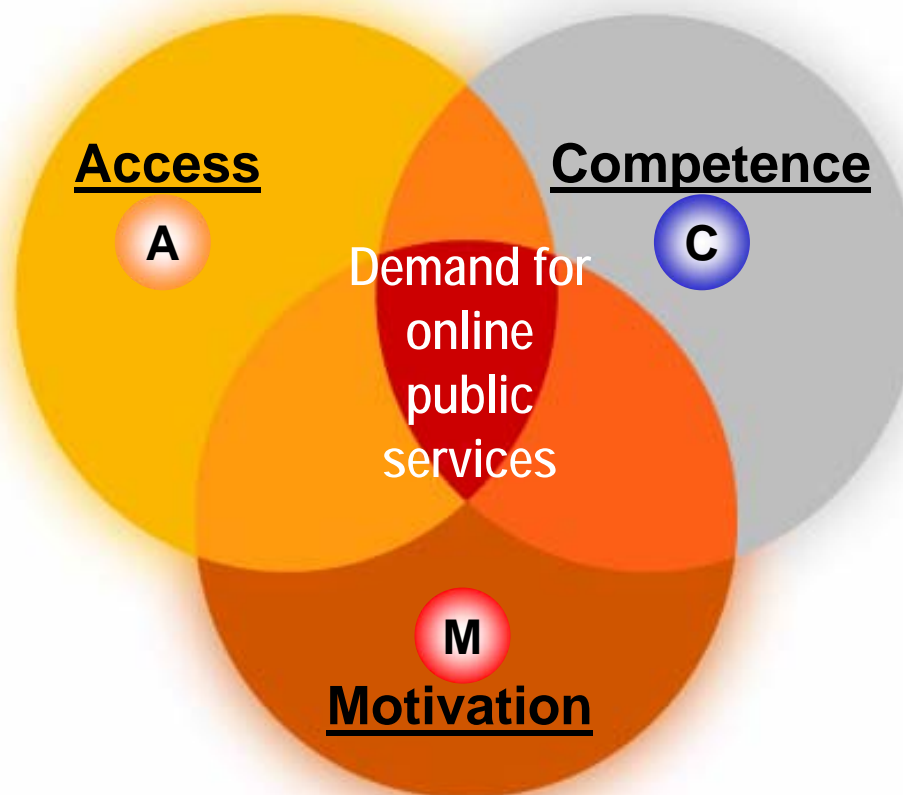 Access
A
Competence
C
Demand for
online
public
services
M
Motivation